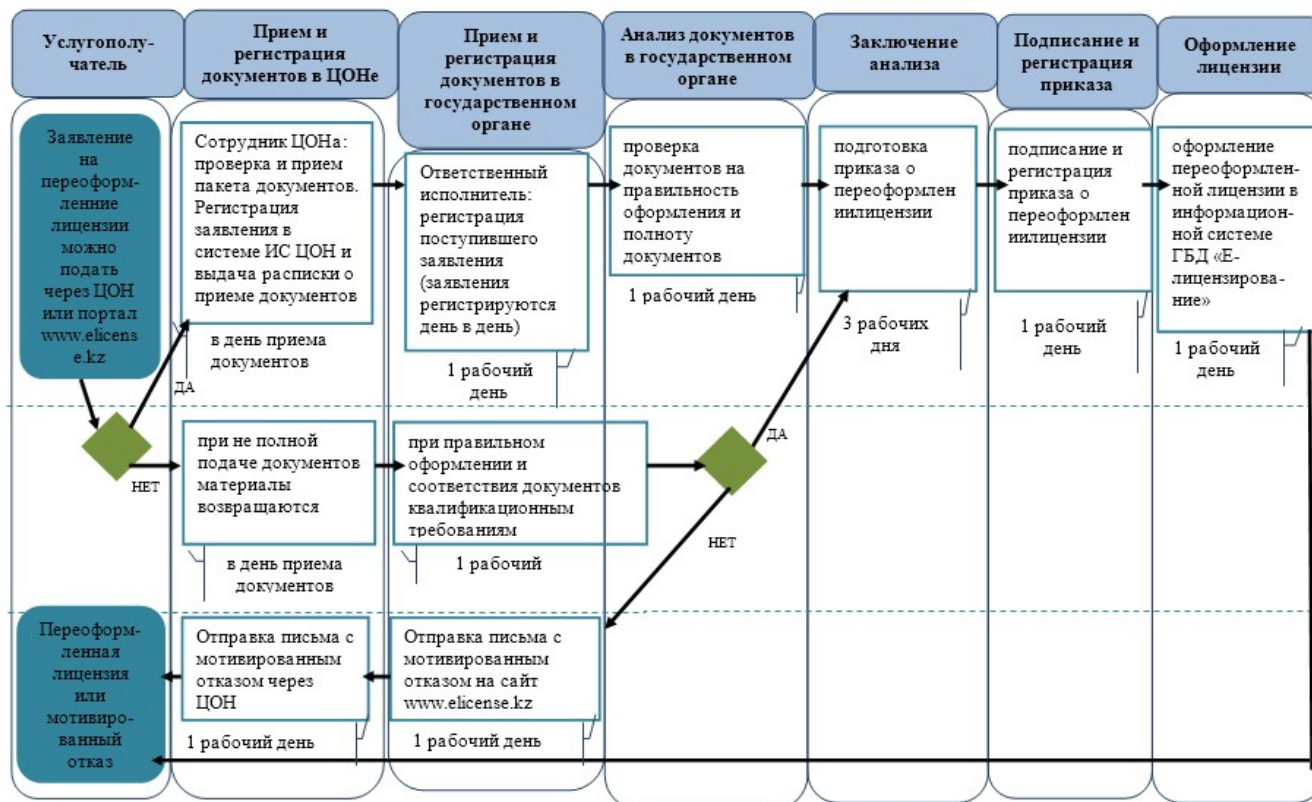 Услугополу-
чатель
Прием и
регистрация
документов в ЦОНе
Прием и
регистрация
документов в
государственном
органе
Анализ документов
в государственном
органе
Заключение
анализа
Подписание и
регистрация
приказа
Оформление
лицензии
Заявление
на
переоформ-
ленние
лицензии
можно
подать
через ЦОН
или портал
www.elicens
e.kz
Сотрудник ЦОНа:
проверка и прием
пакета документов.
Регистрация
заявления в
системе ИС ЦОН и
выдача расписки о
приеме документов
в день приема
документов
Ответственный
исполнитель:
регистрация
поступившего
заявления
(заявления
регистрируются
день в день)
1 рабочий
день
проверка
документов на
правильность
оформления и
полноту
документов
1 рабочий день
подготовка
приказа о
переоформлен
иилицензии
3 рабочих
дня
подписание и
регистрация
приказа о
переоформлен
иилицензии
1 рабочий
день
оформление
переоформлен-
ной лицензии в
информацион-
ной системе
ГБД «Е-
лицензирова-
ние»
1 рабочий
день
ДА
НЕТ
при не полной
подаче документов
материалы
возвращаются
в день приема
документов
при правильном
оформлении и
соответствия документов
квалификационным
требованиям
1 рабочий
ДА
НЕТ
Переоформ-
ленная
лицензия
или
мотивиро-
ванный
отказ
Отправка письма с
мотивированным
отказом через
ЦОН
1 рабочий день
Отправка письма с
мотивированным
отказом на сайт
www.elicense.kz
1 рабочий день